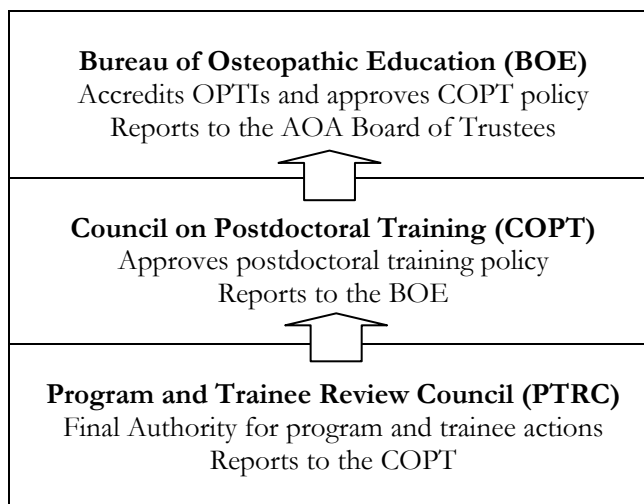 Bureau of Osteopathic Education (BOE)
Accredits OPTIs and approves COPT policy
Reports to the AOA Board of Trustees
Council on Postdoctoral Training (COPT)
Approves postdoctoral training policy
Reports to the BOE
Program and Trainee Review Council (PTRC)
Final Authority for program and trainee actions
Reports to the COPT